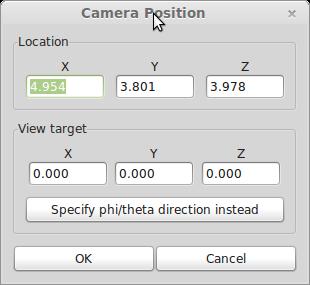 Camera Position
Location
X Y Z
4.954 3.801 3.978
View target
X Y Z
0.000 0.000 0.000
Specify phi/theta direction instead
OK Cancel